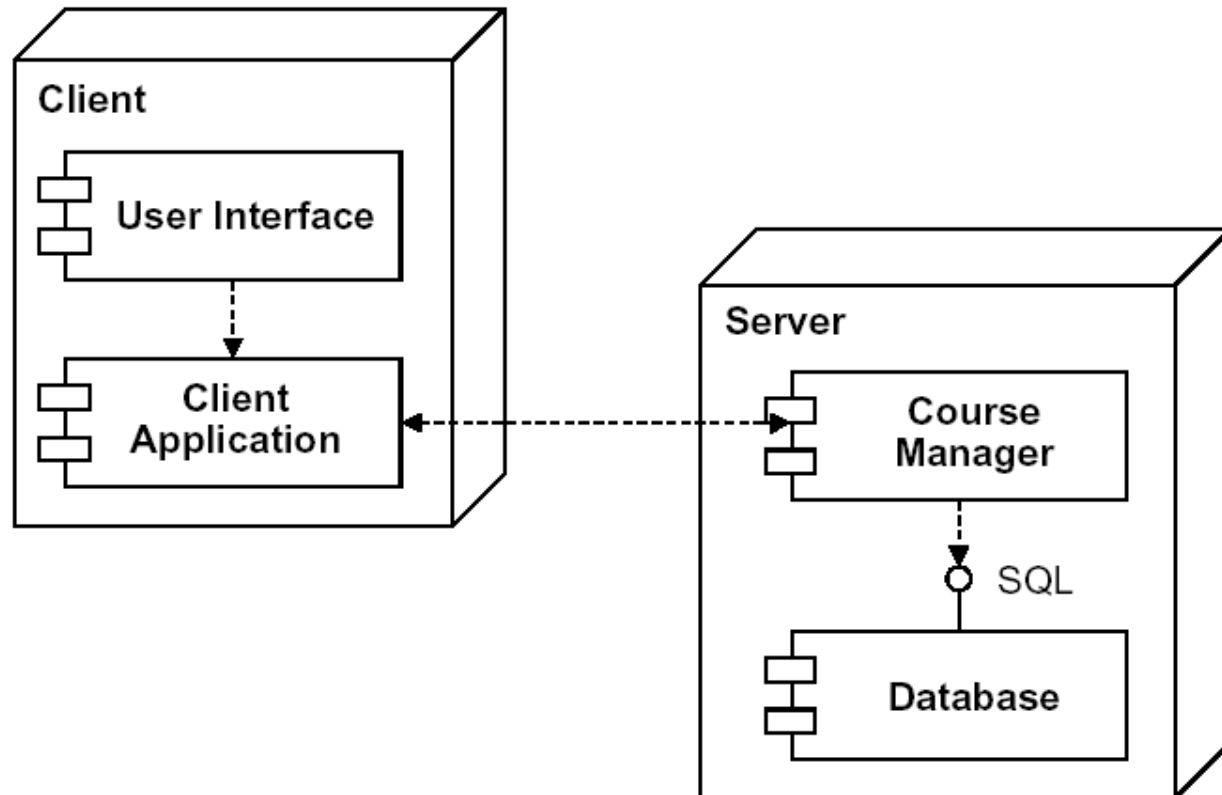 Client
User Interface
Client
Application
Server
Course
Manager
SQL
Database